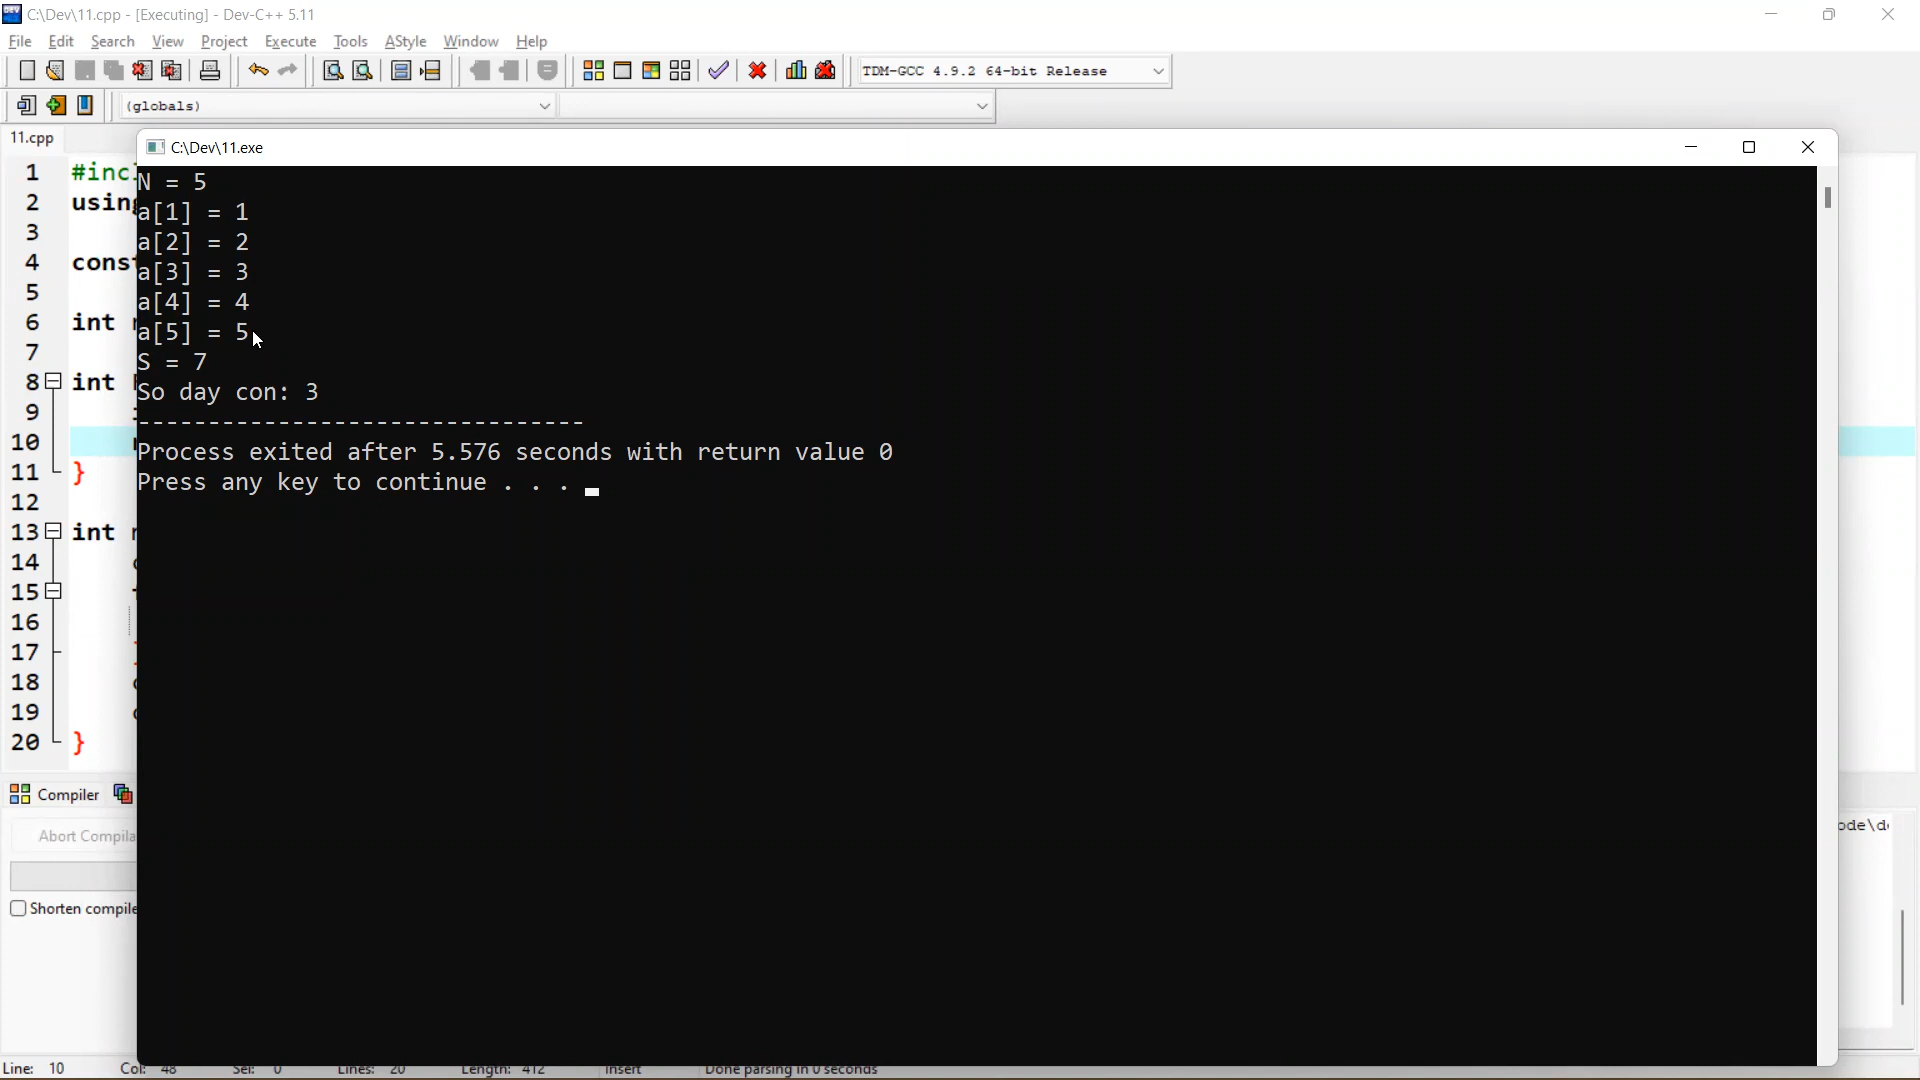 C:\Dev\11.cpp - [Executing] - Dev-C++ 5.11
File Edit Search View Project Execute Tools AStyle Window Help
TDM-GCC 4.9.2 64-bit Release
(globals)
11.cpp
C:\Dev\11.exe
1 #incl
2 using
3
4 const
5
6 int
7
8 int
9
10
11 }
12
13 int
14
15
16
17
18
19
20 }
N = 5
a[1] = 1
a[2] = 2
a[3] = 3
a[4] = 4
a[5] = 5
S = 7
So day con: 3
--------------------------------
Process exited after 5.576 seconds with return value 0
Press any key to continue . . .
Compiler
Abort Compila
ode\d
Shorten compile
Line: 10 Col: 48 Sel: 0 Lines: 20 Length: 412 Insert Done parsing in 0 seconds